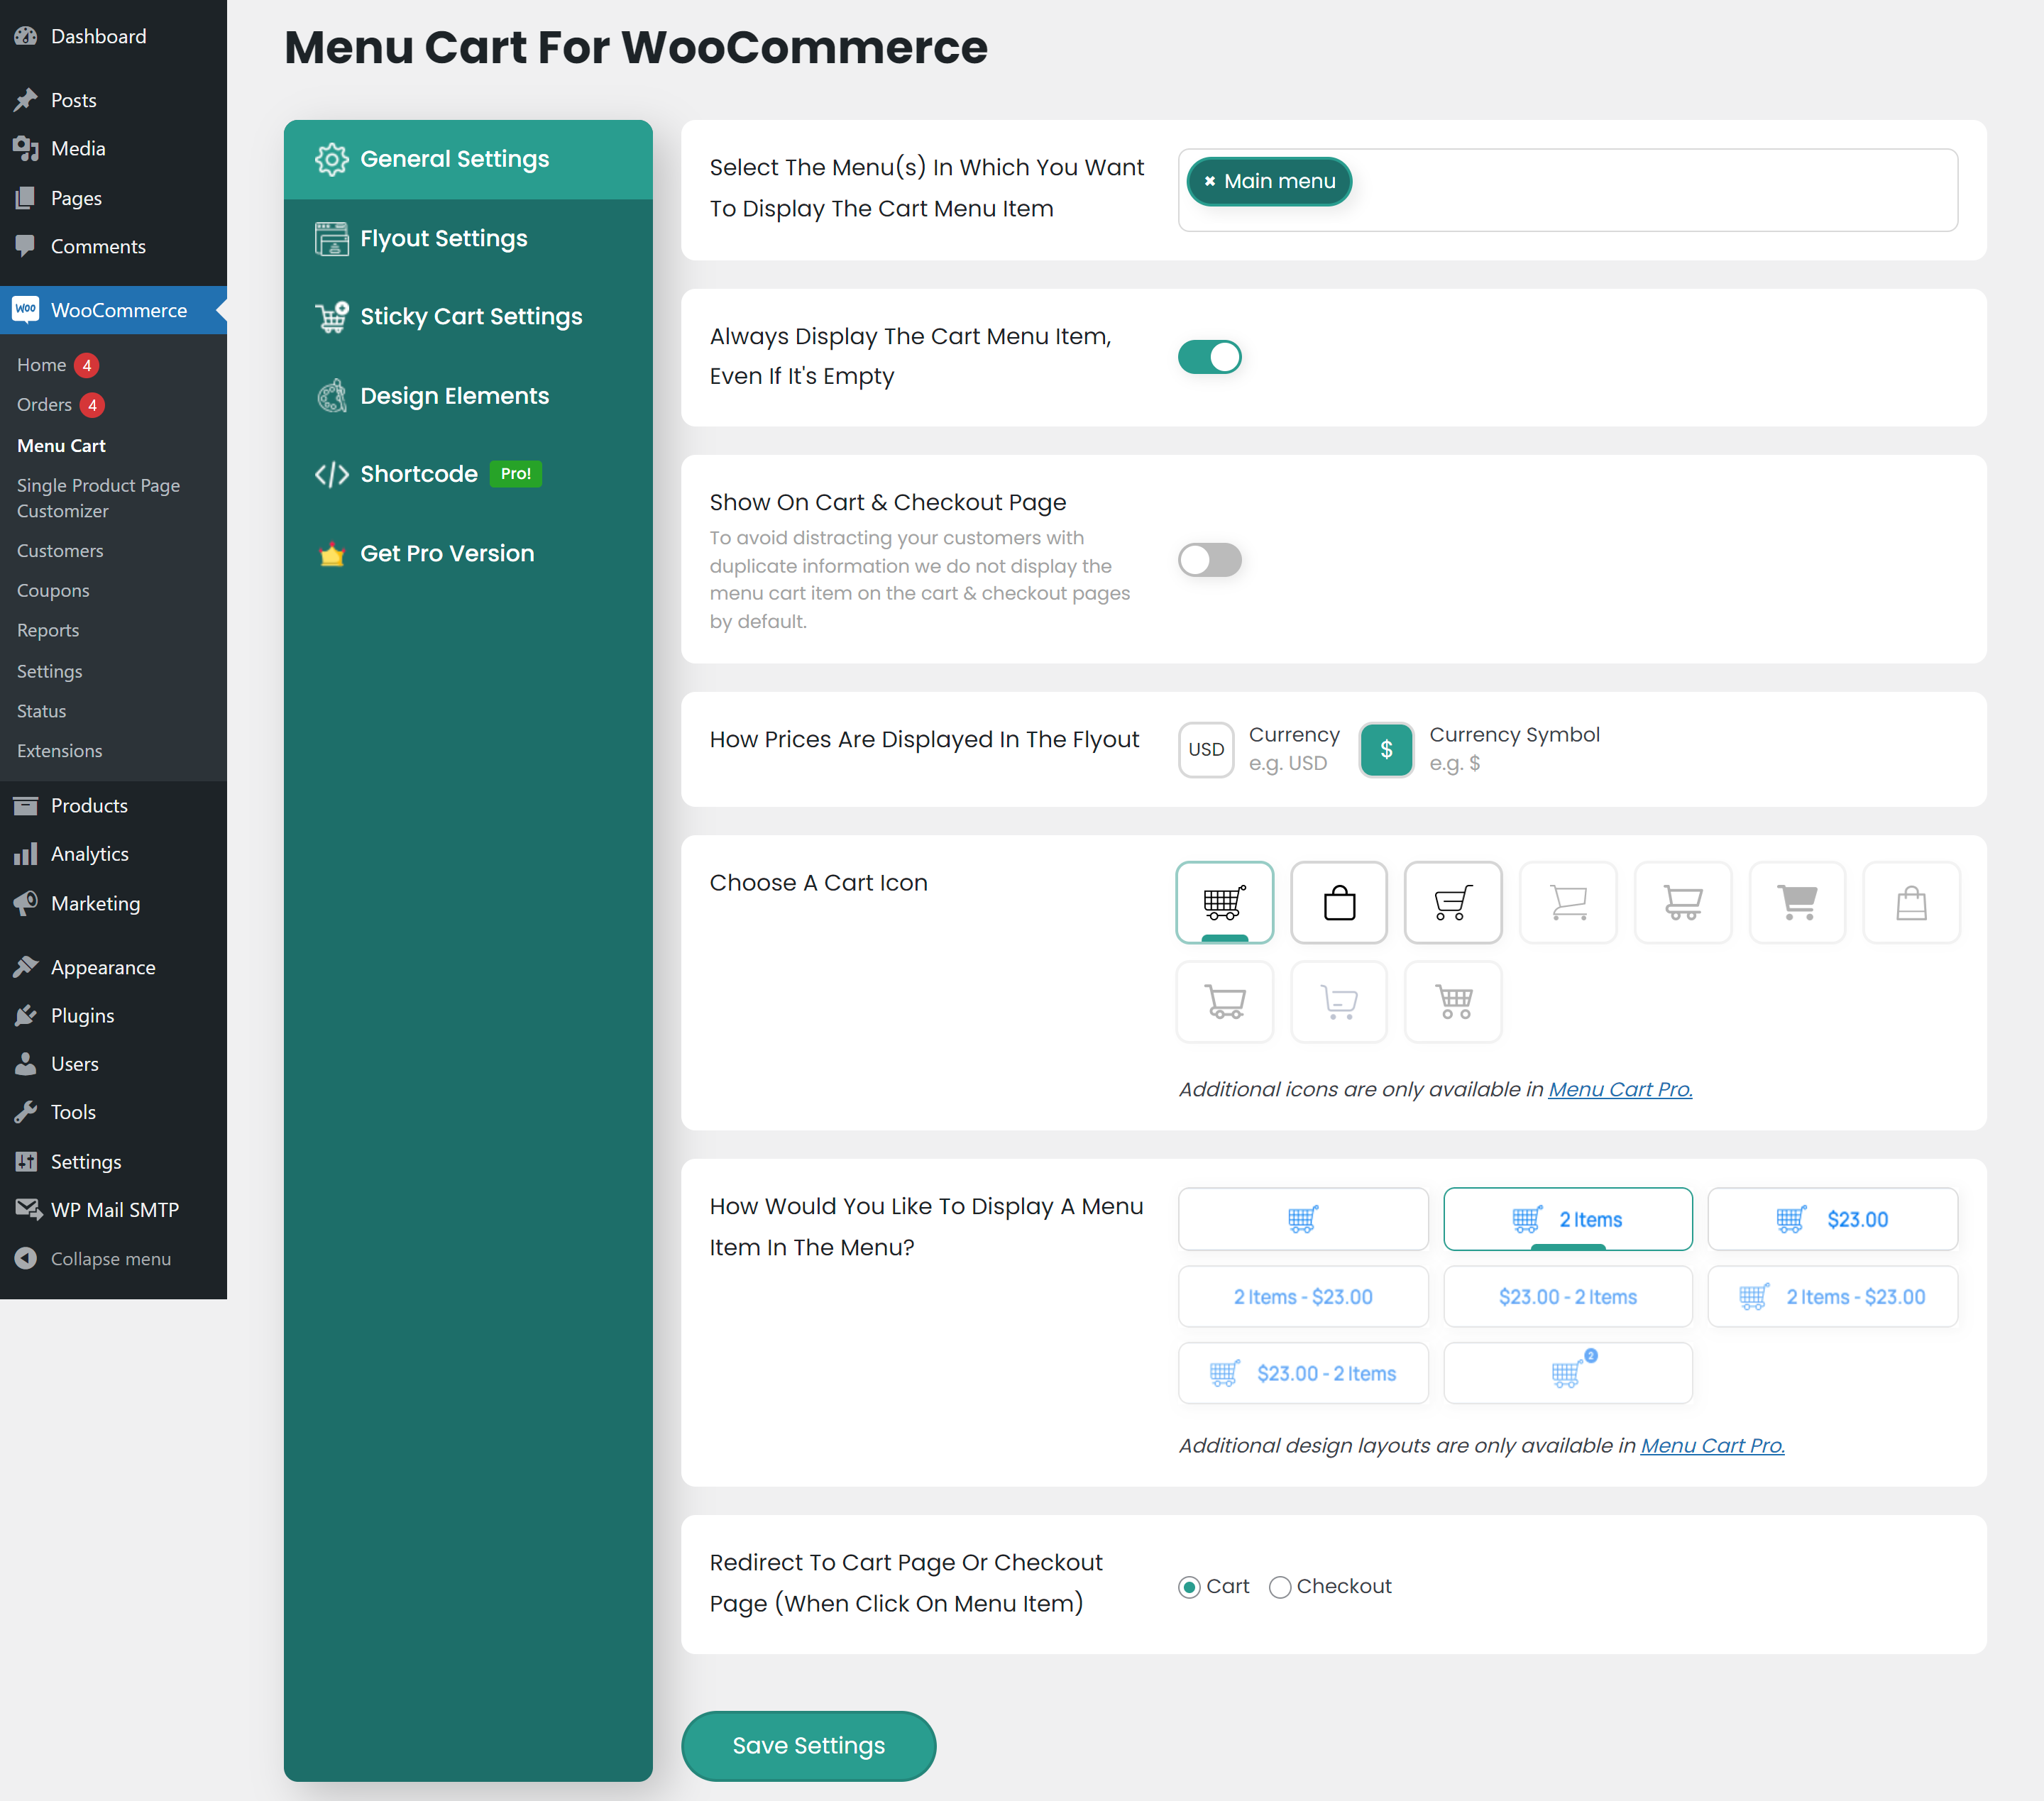 Dashboard
Posts
Media
Pages
Comments
Woo WooCommerce
Home 4
Orders 4
Menu Cart
Single Product Page
Customizer
Customers
Coupons
Reports
Settings
Status
Extensions
Products
Analytics
Marketing
Appearance
Plugins
Users
Tools
Settings
WP Mail SMTP
Collapse menu
Menu Cart For WooCommerce
General Settings
Flyout Settings
Sticky Cart Settings
Design Elements
Shortcode Pro!
Get Pro Version
Select The Menu(s) In Which You Want
To Display The Cart Menu Item
× Main menu
Always Display The Cart Menu Item,
Even If It's Empty
Show On Cart & Checkout Page
To avoid distracting your customers with
duplicate information we do not display the
menu cart item on the cart & checkout pages
by default.
How Prices Are Displayed In The Flyout
USD
Currency
e.g. USD
$
Currency Symbol
e.g. $
Choose A Cart Icon
Additional icons are only available in Menu Cart Pro.
How Would You Like To Display A Menu
Item In The Menu?
2 Items
$23.00
2 Items - $23.00
$23.00 - 2 Items
2 Items - $23.00
$23.00 - 2 Items
2
Additional design layouts are only available in Menu Cart Pro.
Redirect To Cart Page Or Checkout
Page (When Click On Menu Item)
Cart Checkout
Save Settings